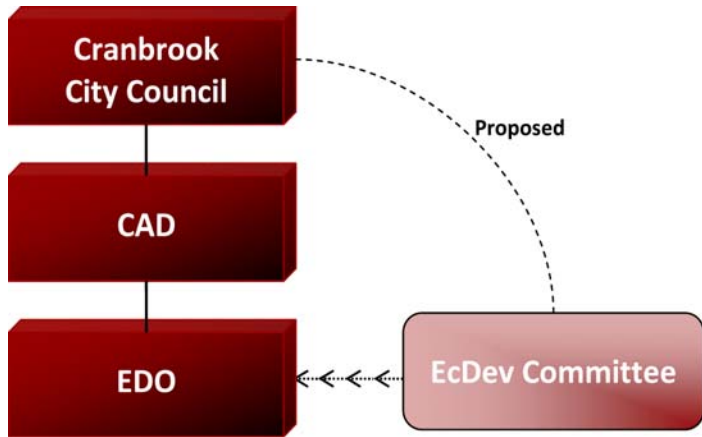 Cranbrook
City Council
Proposed
CAD
EDO
EcDev Committee